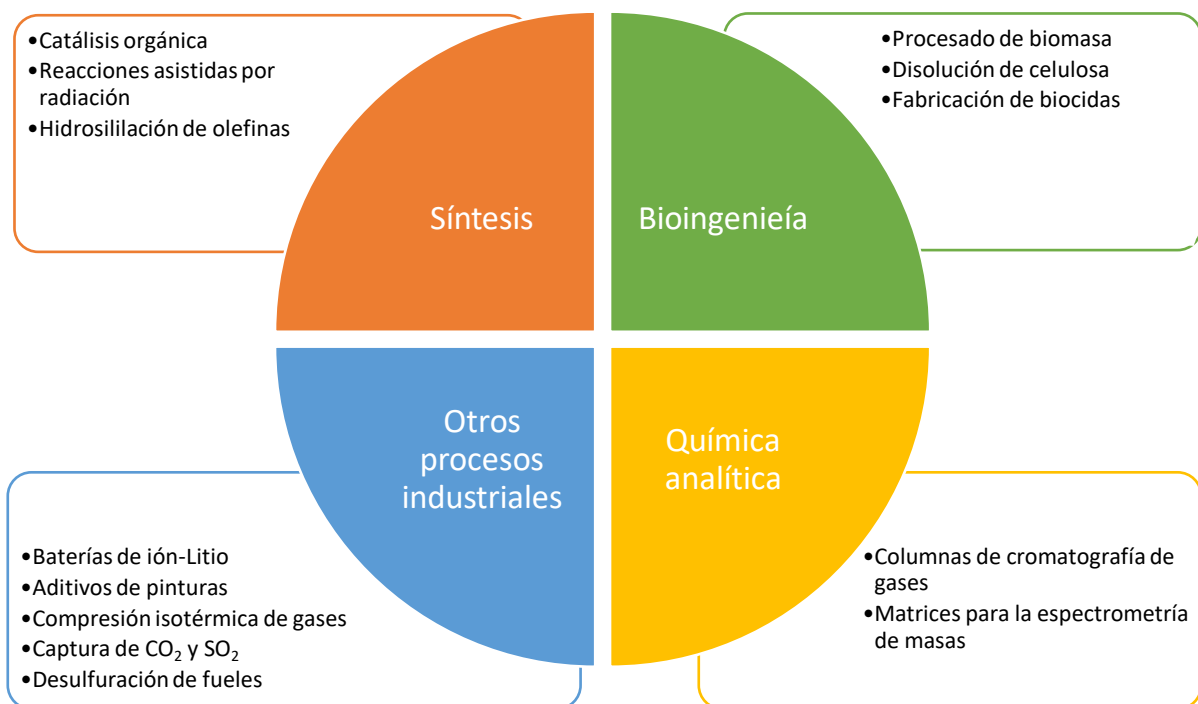 •Catálisis orgánica
•Reacciones asistidas por
radiación
•Hidrosililación de olefinas
•Procesado de biomasa
•Disolución de celulosa
•Fabricación de biocidas
Síntesis
Bioingenieía
Otros
procesos
industriales
Química
analítica
•Baterías de ión-Litio
•Aditivos de pinturas
•Compresión isotérmica de gases
•Captura de CO₂ y SO₂
•Desulfuración de fueles
•Columnas de cromatografía de
gases
•Matrices para la espectrometría
de masas